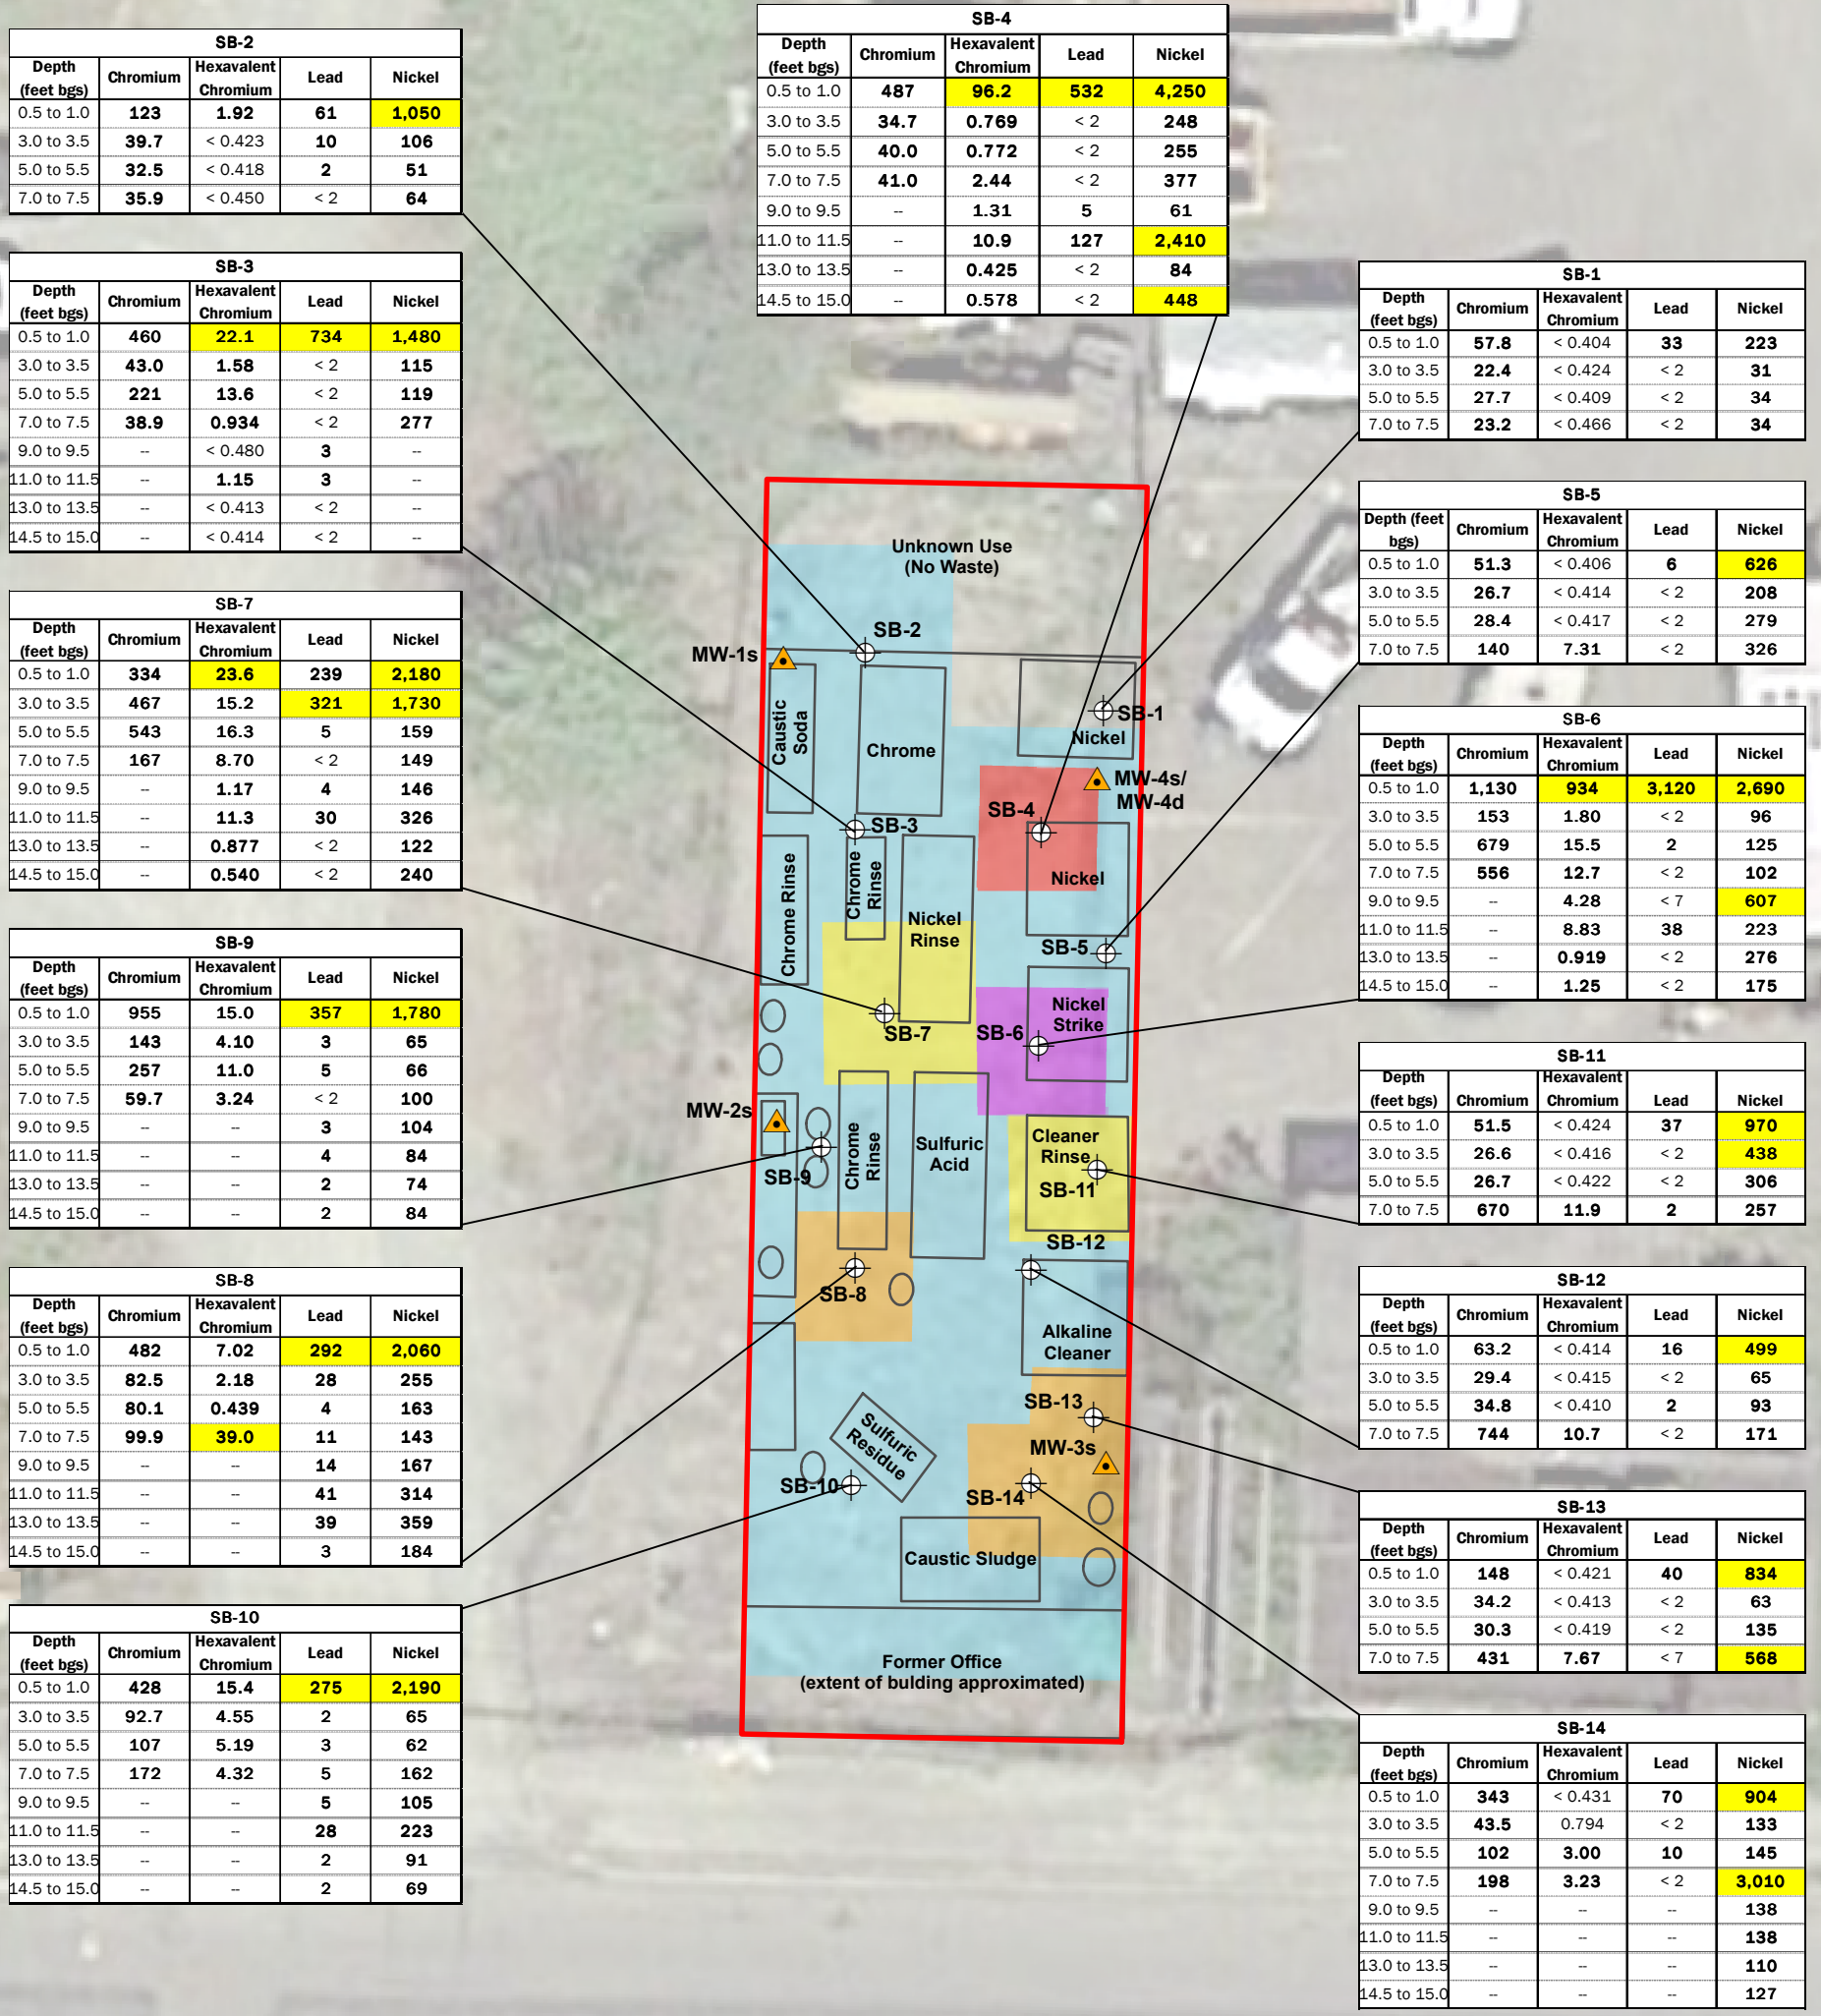 SB-2
Depth (feet bgs) Chromium Hexavalent Chromium Lead Nickel
0.5 to 1.0 123 1.92 61 1,050
3.0 to 3.5 39.7 < 0.423 10 106
5.0 to 5.5 32.5 < 0.418 2 51
7.0 to 7.5 35.9 < 0.450 < 2 64
SB-3
Depth (feet bgs) Chromium Hexavalent Chromium Lead Nickel
0.5 to 1.0 460 22.1 734 1,480
3.0 to 3.5 43.0 1.58 < 2 115
5.0 to 5.5 221 13.6 < 2 119
7.0 to 7.5 38.9 0.934 < 2 277
9.0 to 9.5 -- < 0.480 3 --
11.0 to 11.5 -- 1.15 3 --
13.0 to 13.5 -- < 0.413 < 2 --
14.5 to 15.0 -- < 0.414 < 2 --
SB-7
Depth (feet bgs) Chromium Hexavalent Chromium Lead Nickel
0.5 to 1.0 334 23.6 239 2,180
3.0 to 3.5 467 15.2 321 1,730
5.0 to 5.5 543 16.3 5 159
7.0 to 7.5 167 8.70 < 2 149
9.0 to 9.5 -- 1.17 4 146
11.0 to 11.5 -- 11.3 30 326
13.0 to 13.5 -- 0.877 < 2 122
14.5 to 15.0 -- 0.540 < 2 240
SB-9
Depth (feet bgs) Chromium Hexavalent Chromium Lead Nickel
0.5 to 1.0 955 15.0 357 1,780
3.0 to 3.5 143 4.10 3 65
5.0 to 5.5 257 11.0 5 66
7.0 to 7.5 59.7 3.24 < 2 100
9.0 to 9.5 -- -- 3 104
11.0 to 11.5 -- -- 4 84
13.0 to 13.5 -- -- 2 74
14.5 to 15.0 -- -- 2 84
SB-8
Depth (feet bgs) Chromium Hexavalent Chromium Lead Nickel
0.5 to 1.0 482 7.02 292 2,060
3.0 to 3.5 82.5 2.18 28 255
5.0 to 5.5 80.1 0.439 4 163
7.0 to 7.5 99.9 39.0 11 143
9.0 to 9.5 -- -- 14 167
11.0 to 11.5 -- -- 41 314
13.0 to 13.5 -- -- 39 359
14.5 to 15.0 -- -- 3 184
SB-10
Depth (feet bgs) Chromium Hexavalent Chromium Lead Nickel
0.5 to 1.0 428 15.4 275 2,190
3.0 to 3.5 92.7 4.55 2 65
5.0 to 5.5 107 5.19 3 62
7.0 to 7.5 172 4.32 5 162
9.0 to 9.5 -- -- 5 105
11.0 to 11.5 -- -- 28 223
13.0 to 13.5 -- -- 2 91
14.5 to 15.0 -- -- 2 69
SB-4
Depth (feet bgs) Chromium Hexavalent Chromium Lead Nickel
0.5 to 1.0 487 96.2 532 4,250
3.0 to 3.5 34.7 0.769 < 2 248
5.0 to 5.5 40.0 0.772 < 2 255
7.0 to 7.5 41.0 2.44 < 2 377
9.0 to 9.5 -- 1.31 5 61
11.0 to 11.5 -- 10.9 127 2,410
13.0 to 13.5 -- 0.425 < 2 84
14.5 to 15.0 -- 0.578 < 2 448
Unknown Use
(No Waste)
SB-2
MW-1s
Caustic
Soda
Chrome
SB-1
Nickel
MW-4s/
MW-4d
SB-4
SB-3
Chrome Rinse
Chrome
Rinse
Nickel
Rinse
Nickel
SB-5
Nickel
Strike
SB-6
SB-7
MW-2s
SB-9
Chrome
Rinse
Sulfuric
Acid
Cleaner
Rinse
SB-11
SB-12
SB-8
Alkaline
Cleaner
SB-13
Sulfuric
Residue
MW-3s
SB-10
SB-14
Caustic Sludge
Former Office
(extent of bulding approximated)
SB-1
Depth (feet bgs) Chromium Hexavalent Chromium Lead Nickel
0.5 to 1.0 57.8 < 0.404 33 223
3.0 to 3.5 22.4 < 0.424 < 2 31
5.0 to 5.5 27.7 < 0.409 < 2 34
7.0 to 7.5 23.2 < 0.466 < 2 34
SB-5
Depth (feet bgs) Chromium Hexavalent Chromium Lead Nickel
0.5 to 1.0 51.3 < 0.406 6 626
3.0 to 3.5 26.7 < 0.414 < 2 208
5.0 to 5.5 28.4 < 0.417 < 2 279
7.0 to 7.5 140 7.31 < 2 326
SB-6
Depth (feet bgs) Chromium Hexavalent Chromium Lead Nickel
0.5 to 1.0 1,130 934 3,120 2,690
3.0 to 3.5 153 1.80 < 2 96
5.0 to 5.5 679 15.5 2 125
7.0 to 7.5 556 12.7 < 2 102
9.0 to 9.5 -- 4.28 < 7 607
11.0 to 11.5 -- 8.83 38 223
13.0 to 13.5 -- 0.919 < 2 276
14.5 to 15.0 -- 1.25 < 2 175
SB-11
Depth (feet bgs) Chromium Hexavalent Chromium Lead Nickel
0.5 to 1.0 51.5 < 0.424 37 970
3.0 to 3.5 26.6 < 0.416 < 2 438
5.0 to 5.5 26.7 < 0.422 < 2 306
7.0 to 7.5 670 11.9 2 257
SB-12
Depth (feet bgs) Chromium Hexavalent Chromium Lead Nickel
0.5 to 1.0 63.2 < 0.414 16 499
3.0 to 3.5 29.4 < 0.415 < 2 65
5.0 to 5.5 34.8 < 0.410 2 93
7.0 to 7.5 744 10.7 < 2 171
SB-13
Depth (feet bgs) Chromium Hexavalent Chromium Lead Nickel
0.5 to 1.0 148 < 0.421 40 834
3.0 to 3.5 34.2 < 0.413 < 2 63
5.0 to 5.5 30.3 < 0.419 < 2 135
7.0 to 7.5 431 7.67 < 7 568
SB-14
Depth (feet bgs) Chromium Hexavalent Chromium Lead Nickel
0.5 to 1.0 343 < 0.431 70 904
3.0 to 3.5 43.5 0.794 < 2 133
5.0 to 5.5 102 3.00 10 145
7.0 to 7.5 198 3.23 < 2 3,010
9.0 to 9.5 -- -- -- 138
11.0 to 11.5 -- -- -- 138
13.0 to 13.5 -- -- -- 110
14.5 to 15.0 -- -- -- 127